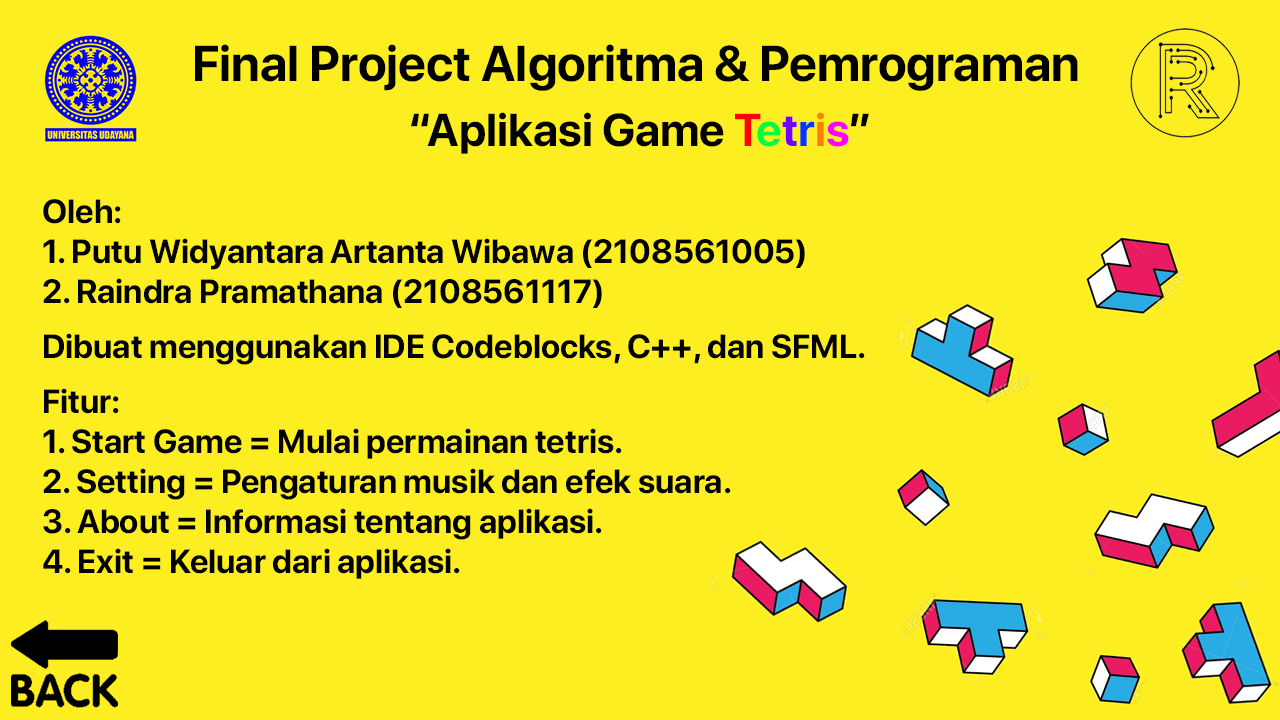 Final Project Algoritma & Pemrograman
“Aplikasi Game Tetris”
UNIVERSITAS UDAYANA
Oleh:
1. Putu Widyantara Artanta Wibawa (2108561005)
2. Raindra Pramathana (2108561117)
Dibuat menggunakan IDE Codeblocks, C++, dan SFML.
Fitur:
1. Start Game = Mulai permainan tetris.
2. Setting = Pengaturan musik dan efek suara.
3. About = Informasi tentang aplikasi.
4. Exit = Keluar dari aplikasi.
BACK